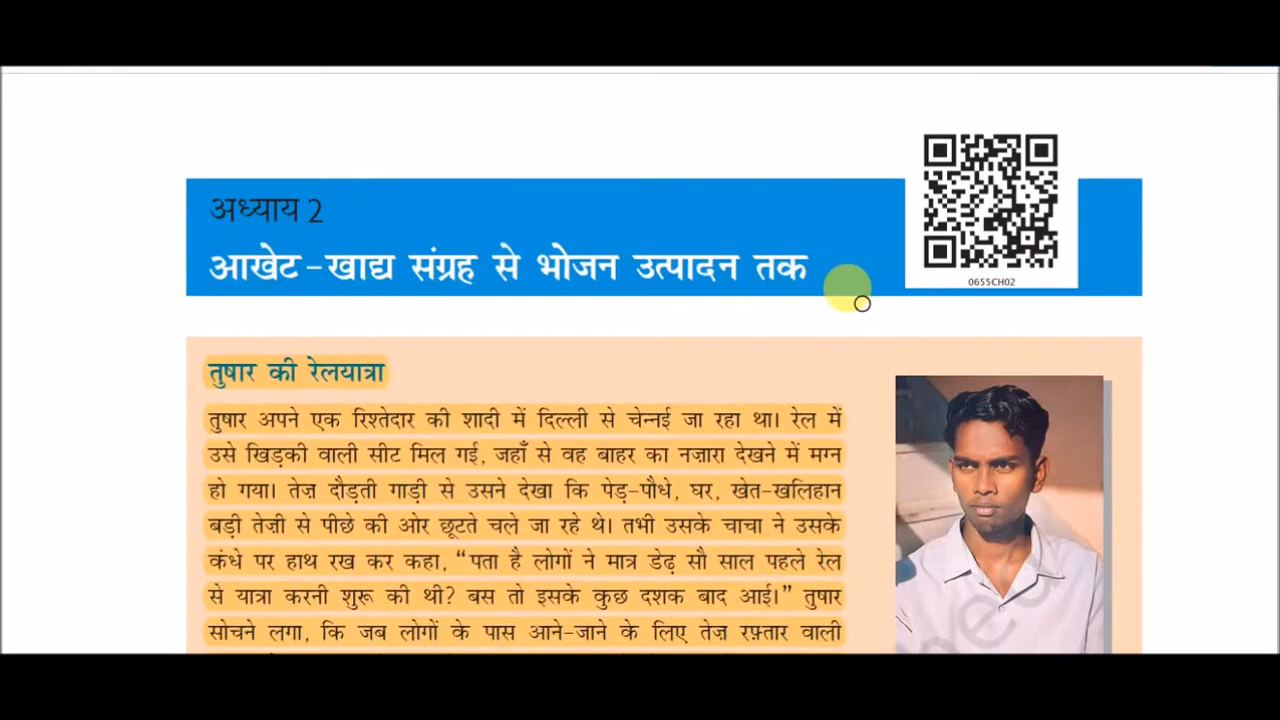 अध्याय 2
आखेट-खाद्य संग्रह से भोजन उत्पादन तक
0655CH02
तुषार की रेलयात्रा
तुषार अपने एक रिश्तेदार की शादी में दिल्ली से चेन्नई जा रहा था। रेल में
उसे खिड़की वाली सीट मिल गई, जहाँ से वह बाहर का नज़ारा देखने में मग्न
हो गया। तेज़ दौड़ती गाड़ी से उसने देखा कि पेड़-पौधे, घर, खेत-खलिहान
बड़ी तेज़ी से पीछे की ओर छूटते चले जा रहे थे। तभी उसके चाचा ने उसके
कंधे पर हाथ रख कर कहा, “पता है लोगों ने मात्र डेढ़ सौ साल पहले रेल
से यात्रा करनी शुरू की थी? बस तो इसके कुछ दशक बाद आई।” तुषार
सोचने लगा, कि जब लोगों के पास आने-जाने के लिए तेज़ रफ़्तार वाली